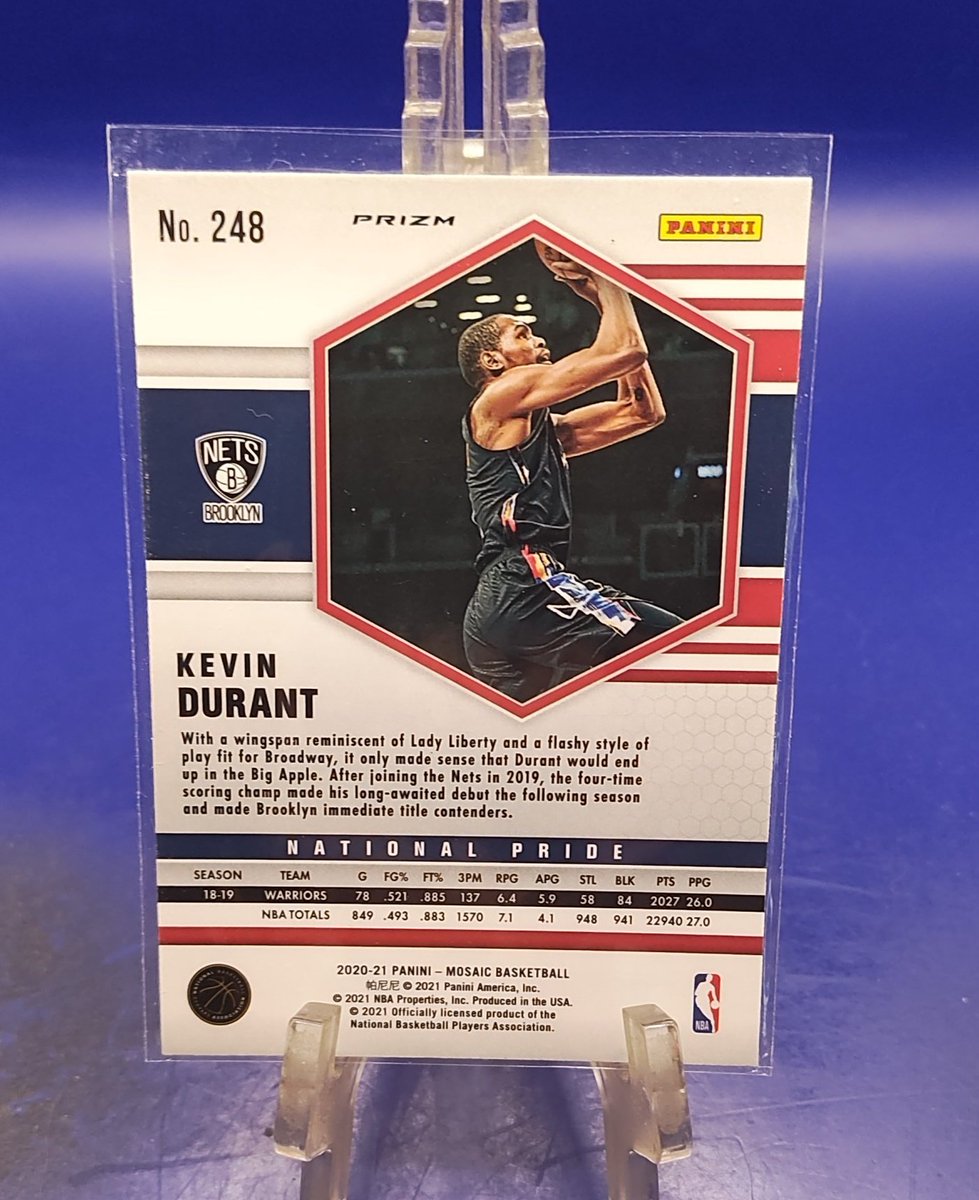 No. 248
PRIZM
PANINI
NETS
B
BROOKLYN
KEVIN
DURANT
With a wingspan reminiscent of Lady Liberty and a flashy style of
play fit for Broadway, it only made sense that Durant would end
up in the Big Apple. After joining the Nets in 2019, the four-time
scoring champ made his long-awaited debut the following season
and made Brooklyn immediate title contenders.
NATIONAL PRIDE
SEASON TEAM G FG% FT% 3PM RPG APG STL BLK PTS PPG
18-19 WARRIORS 78 .521 .885 137 6.4 5.9 58 84 2027 26.0
NBA TOTALS 849 .493 .883 1570 7.1 4.1 948 941 22940 27.0
2020-21 PANINI – MOSAIC BASKETBALL
帕尼尼 © 2021 Panini America, Inc.
© 2021 NBA Properties, Inc. Produced in the USA.
© 2021 Officially licensed product of the
National Basketball Players Association.
NBA